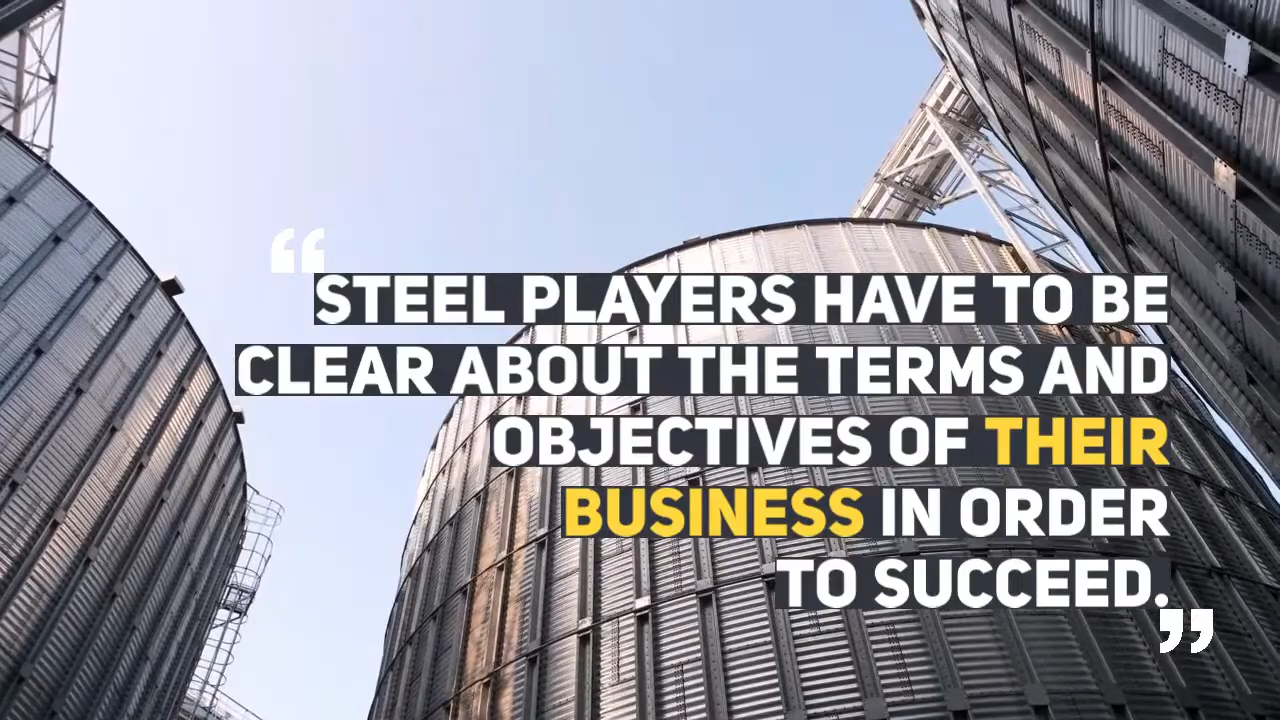 “
STEEL PLAYERS HAVE TO BE
CLEAR ABOUT THE TERMS AND
OBJECTIVES OF THEIR
BUSINESS IN ORDER
TO SUCCEED.
”